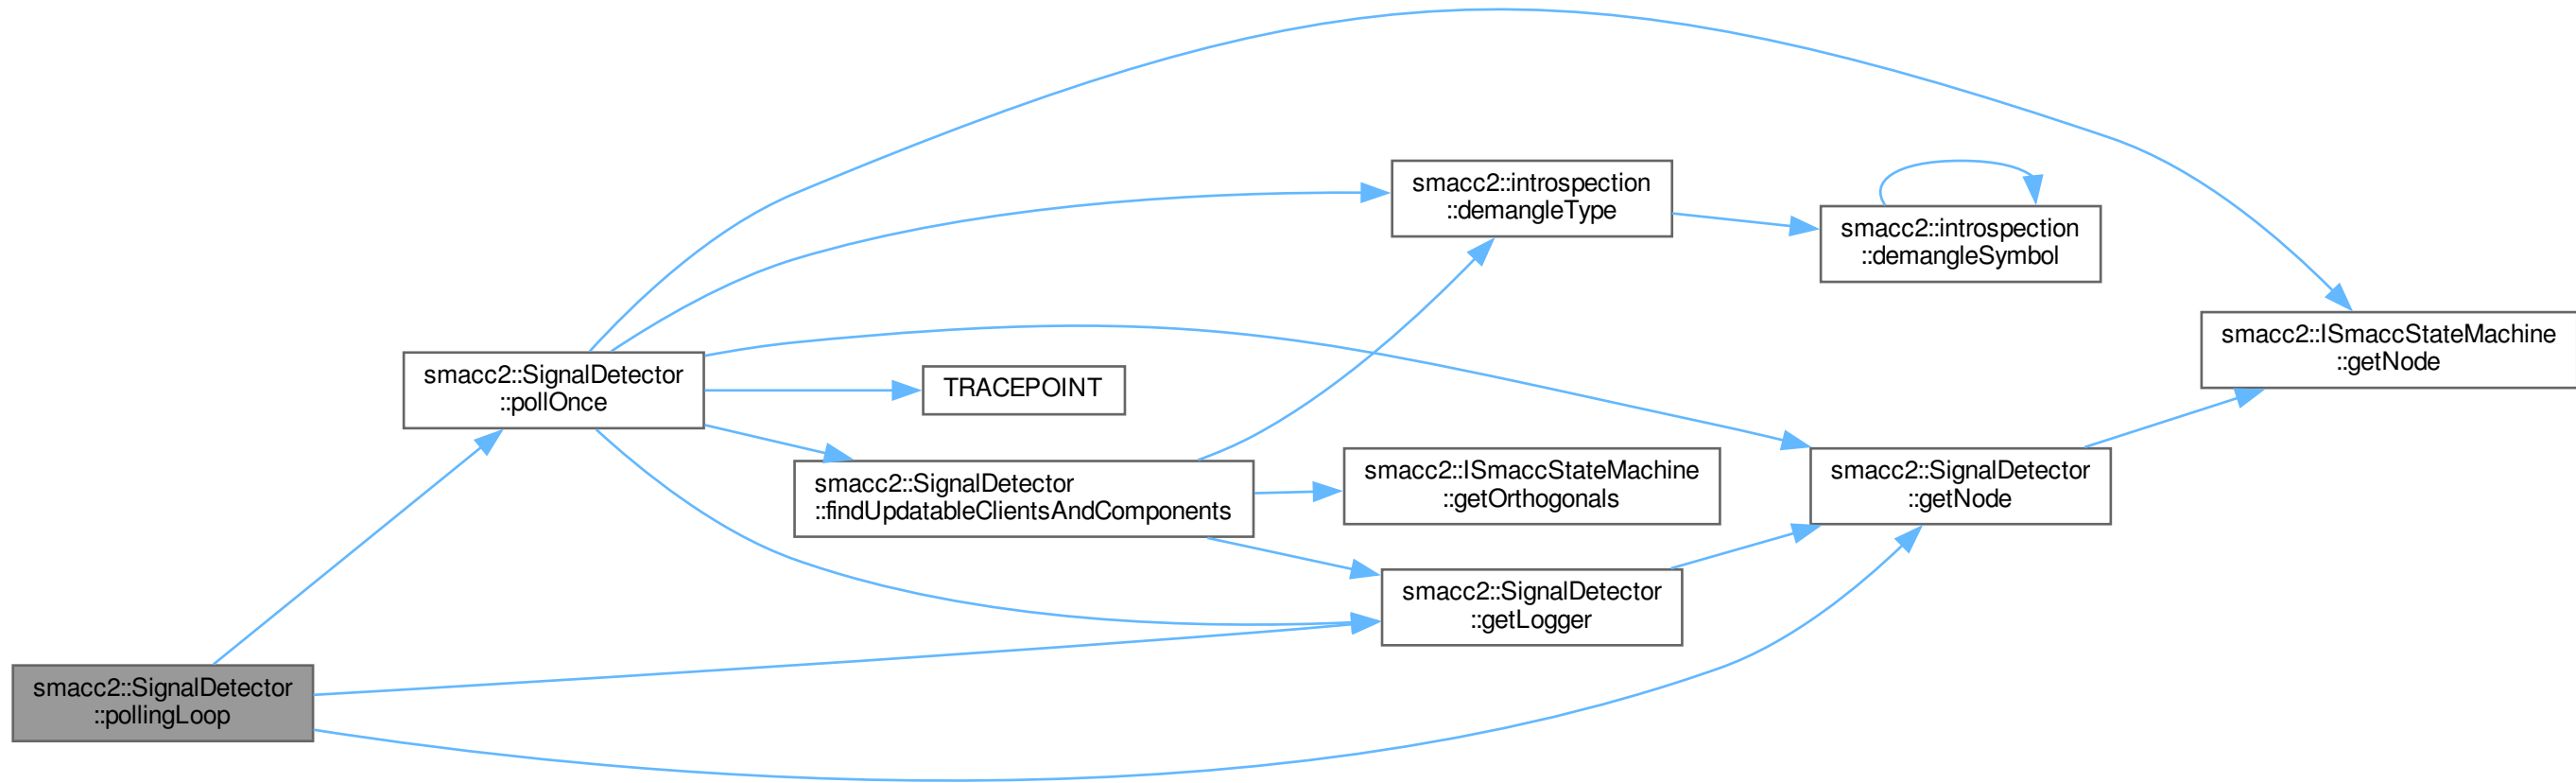 smacc2::SignalDetector
::pollingLoop
smacc2::SignalDetector
::pollOnce
TRACEPOINT
smacc2::SignalDetector
::findUpdatableClientsAndComponents
smacc2::introspection
::demangleType
smacc2::ISmaccStateMachine
::getOrthogonals
smacc2::SignalDetector
::getLogger
smacc2::introspection
::demangleSymbol
smacc2::SignalDetector
::getNode
smacc2::ISmaccStateMachine
::getNode